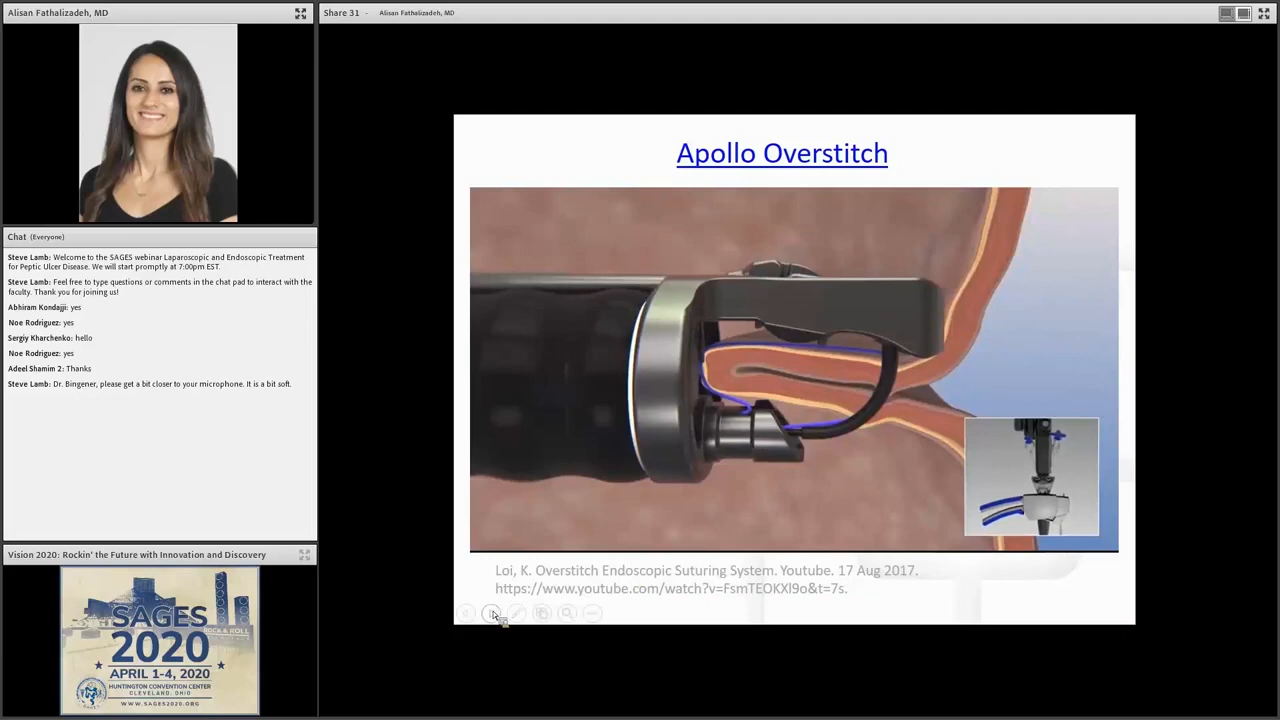 Alisan Fathalizadeh, MD
Share 31 - Alisan Fathalizadeh, MD
Apollo Overstitch
Loi, K. Overstitch Endoscopic Suturing System. Youtube. 17 Aug 2017.
https://www.youtube.com/watch?v=FsmTEOKXl9o&t=7s.
Chat (Everyone)
Steve Lamb: Welcome to the SAGES webinar Laparoscopic and Endoscopic Treatment
for Peptic Ulcer Disease. We will start promptly at 7:00pm EST.
Steve Lamb: Feel free to type questions or comments in the chat pad to interact with the
faculty. Thank you for joining us!
Abhiram Kondajji: yes
Noe Rodriguez: yes
Sergiy Kharchenko: hello
Noe Rodriguez: yes
Adeel Shamim 2: Thanks
Steve Lamb: Dr. Bingener, please get a bit closer to your microphone. It is a bit soft.
Vision 2020: Rockin' the Future with Innovation and Discovery
ROCK & ROLL
SAGES
2020
APRIL 1-4, 2020
HUNTINGTON CONVENTION CENTER
CLEVELAND, OHIO
WWW.SAGES2020.ORG